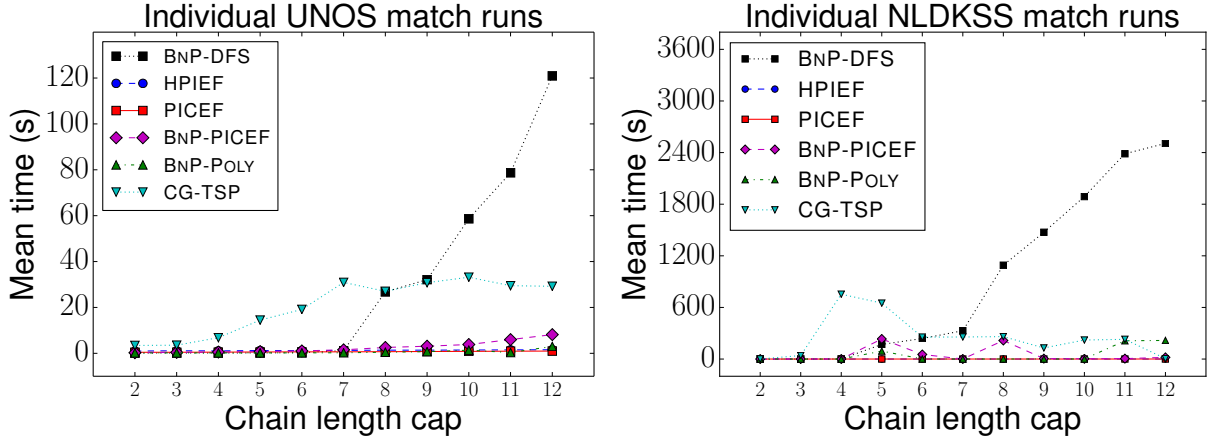 Individual UNOS match runs
Mean time (s)
120
100
80
60
40
20
0
BNP-DFS
HPIEF
PICEF
BNP-PICEF
BNP-POLY
CG-TSP
2 3 4 5 6 7 8 9 10 11 12
Chain length cap
Individual NLDKSS match runs
Mean time (s)
3600
3000
2400
1800
1200
600
0
BNP-DFS
HPIEF
PICEF
BNP-PICEF
BNP-POLY
CG-TSP
2 3 4 5 6 7 8 9 10 11 12
Chain length cap